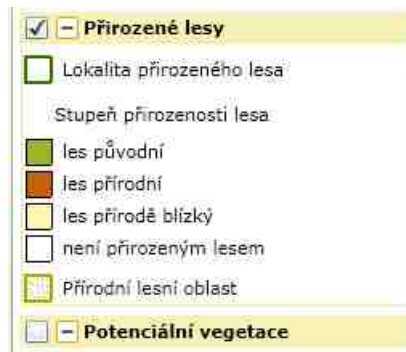 Přirozené lesy
Lokalita přirozeného lesa
Stupeň přirozenosti lesa
les původní
les přírodní
les přírodě blízký
není přirozeným lesem
Přírodní lesní oblast
Potenciální vegetace